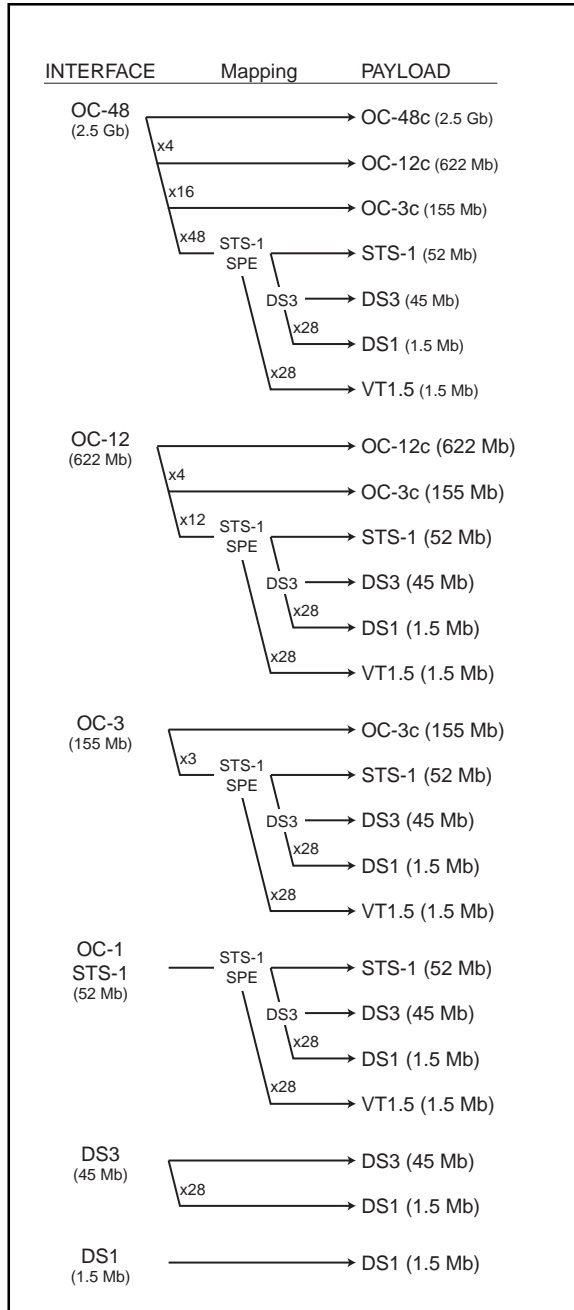 INTERFACE Mapping PAYLOAD
OC-48
(2.5 Gb)
OC-48c (2.5 Gb)
x4
OC-12c (622 Mb)
x16
OC-3c (155 Mb)
x48
STS-1
SPE
STS-1 (52 Mb)
DS3
DS3 (45 Mb)
x28
DS1 (1.5 Mb)
x28
VT1.5 (1.5 Mb)
OC-12
(622 Mb)
OC-12c (622 Mb)
x4
OC-3c (155 Mb)
x12
STS-1
SPE
STS-1 (52 Mb)
DS3
DS3 (45 Mb)
x28
DS1 (1.5 Mb)
x28
VT1.5 (1.5 Mb)
OC-3
(155 Mb)
OC-3c (155 Mb)
x3
STS-1
SPE
STS-1 (52 Mb)
DS3
DS3 (45 Mb)
x28
DS1 (1.5 Mb)
x28
VT1.5 (1.5 Mb)
OC-1
STS-1
(52 Mb)
STS-1
SPE
STS-1 (52 Mb)
DS3
DS3 (45 Mb)
x28
DS1 (1.5 Mb)
x28
VT1.5 (1.5 Mb)
DS3
(45 Mb)
DS3 (45 Mb)
x28
DS1 (1.5 Mb)
DS1
(1.5 Mb)
DS1 (1.5 Mb)